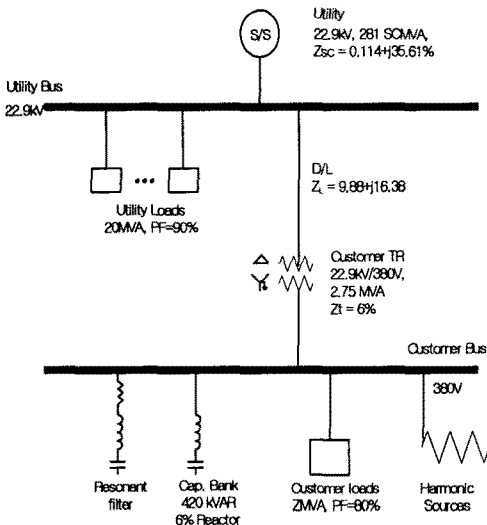 S/S
Utility
22.9kV, 281 SCMVA,
Zsc = 0.114+j35.61%
Utility Bus
22.9kV
D/L
ZL = 9.88+j16.38
Utility Loads
20MVA, PF=90%
Customer TR
22.9kV/380V,
2.75 MVA
Zt = 6%
Customer Bus
380V
Resonant
filter
Cap. Bank
420 kVAR
6% Reactor
Customer loads
ZMVA, PF=80%
Harmonic
Sources